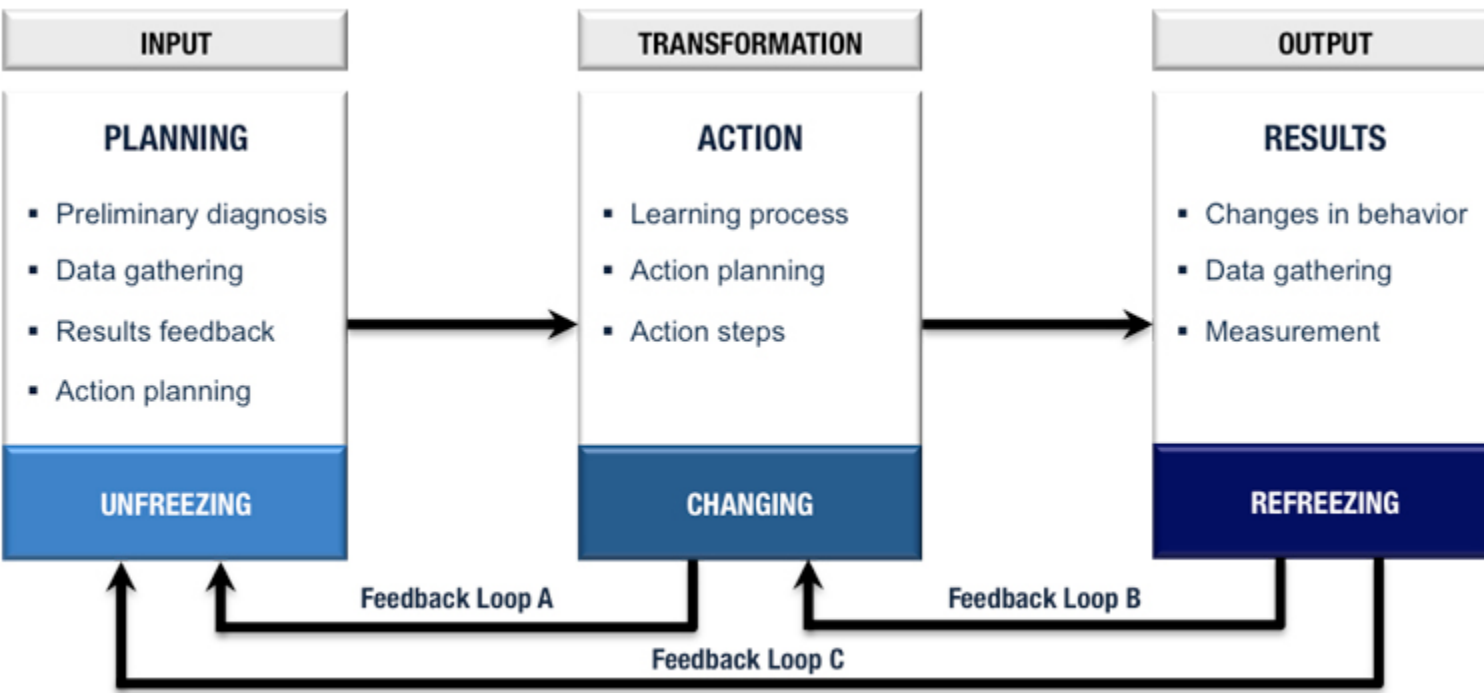 INPUT
TRANSFORMATION
OUTPUT
PLANNING
▪ Preliminary diagnosis
▪ Data gathering
▪ Results feedback
▪ Action planning
UNFREEZING
ACTION
▪ Learning process
▪ Action planning
▪ Action steps
CHANGING
RESULTS
▪ Changes in behavior
▪ Data gathering
▪ Measurement
REFREEZING
Feedback Loop A
Feedback Loop B
Feedback Loop C